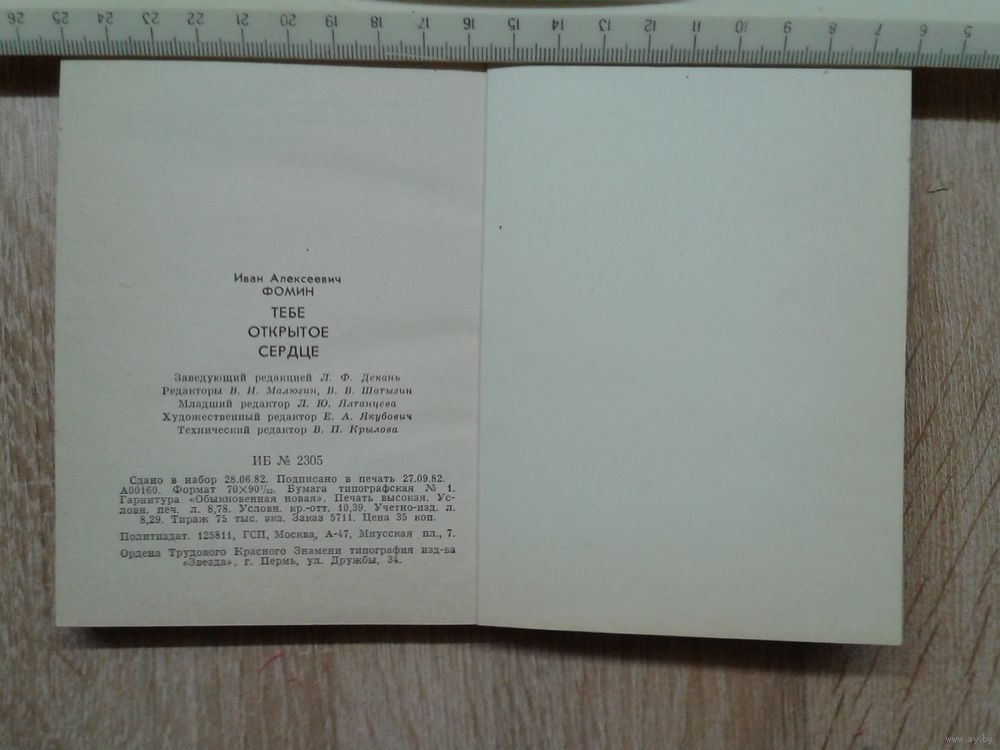 26 25 24 23 22 21 20 19 18 17 16 15 14 13 12 11 10 9 8 7 6 5
Иван Алексеевич
ФОМИН
ТЕБЕ
ОТКРЫТОЕ
СЕРДЦЕ
Заведующий редакцией Л. Ф. Декань
Редакторы В. И. Малюгин, В. В. Шатыгин
Младший редактор Л. Ю. Ялтанцева
Художественный редактор Е. А. Якубович
Технический редактор В. П. Крылова
ИБ № 2305
Сдано в набор 28.06.82. Подписано в печать 27.09.82.
А00160. Формат 70×90¹/₃₂. Бумага типографская № 1.
Гарнитура «Обыкновенная новая». Печать высокая. Ус-
ловн. печ. л. 8,78. Условн. кр.-отт. 10,39. Учетно-изд. л.
8,29. Тираж 75 тыс. экз. Заказ 5711. Цена 35 коп.
Политиздат. 125811, ГСП, Москва, А-47, Миусская пл., 7.
Ордена Трудового Красного Знамени типография изд-ва
«Звезда», г. Пермь, ул. Дружбы, 34.
www.ay.by